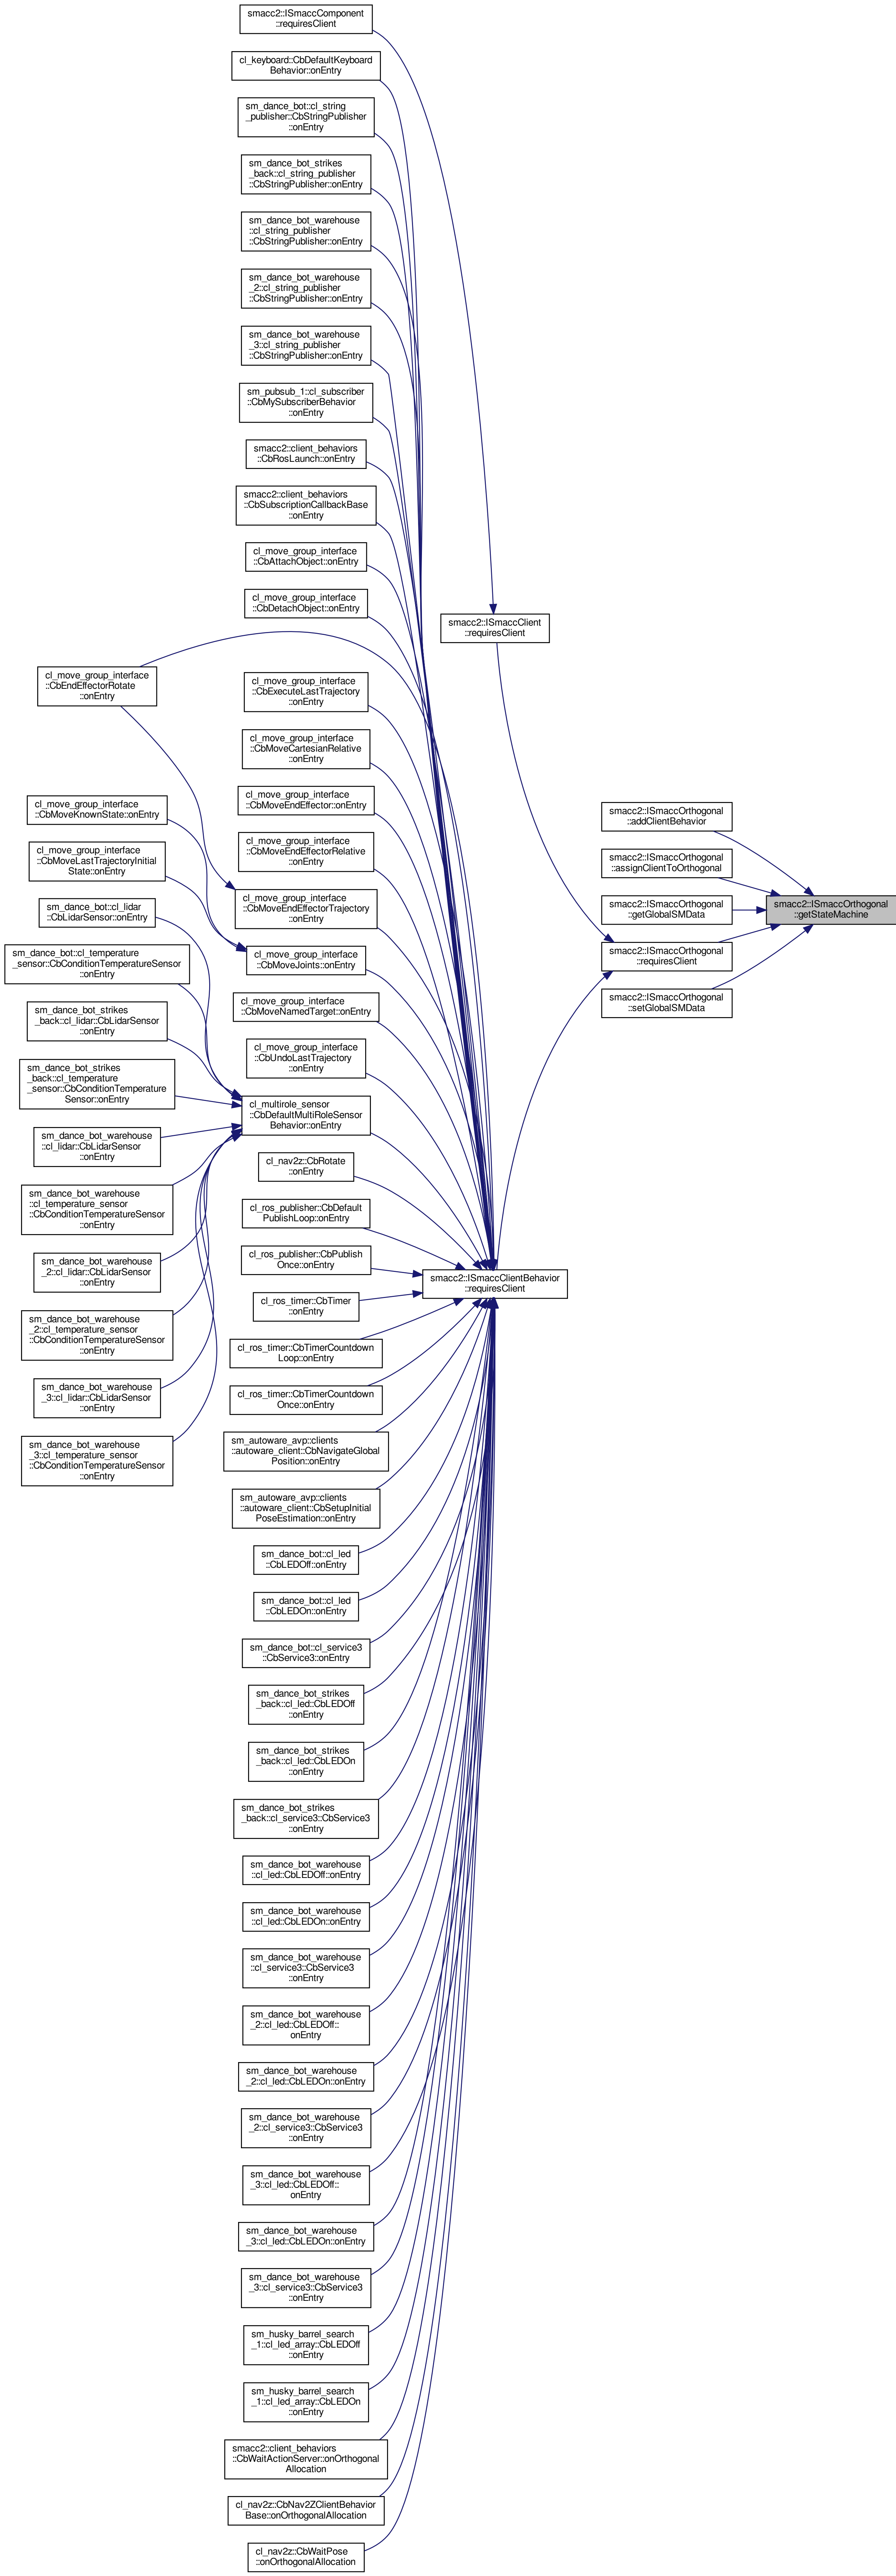 smacc2::ISmaccComponent
::requiresClient
cl_keyboard::CbDefaultKeyboard
Behavior::onEntry
sm_dance_bot::cl_string
_publisher::CbStringPublisher
::onEntry
sm_dance_bot_strikes
_back::cl_string_publisher
::CbStringPublisher::onEntry
sm_dance_bot_warehouse
::cl_string_publisher
::CbStringPublisher::onEntry
sm_dance_bot_warehouse
_2::cl_string_publisher
::CbStringPublisher::onEntry
sm_dance_bot_warehouse
_3::cl_string_publisher
::CbStringPublisher::onEntry
sm_pubsub_1::cl_subscriber
::CbMySubscriberBehavior
::onEntry
smacc2::client_behaviors
::CbRosLaunch::onEntry
smacc2::client_behaviors
::CbSubscriptionCallbackBase
::onEntry
cl_move_group_interface
::CbAttachObject::onEntry
cl_move_group_interface
::CbDetachObject::onEntry
smacc2::ISmaccClient
::requiresClient
cl_move_group_interface
::CbEndEffectorRotate
::onEntry
cl_move_group_interface
::CbExecuteLastTrajectory
::onEntry
cl_move_group_interface
::CbMoveCartesianRelative
::onEntry
cl_move_group_interface
::CbMoveEndEffector::onEntry
cl_move_group_interface
::CbMoveKnownState::onEntry
cl_move_group_interface
::CbMoveEndEffectorRelative
::onEntry
cl_move_group_interface
::CbMoveLastTrajectoryInitial
State::onEntry
cl_move_group_interface
::CbMoveEndEffectorTrajectory
::onEntry
sm_dance_bot::cl_lidar
::CbLidarSensor::onEntry
cl_move_group_interface
::CbMoveJoints::onEntry
sm_dance_bot::cl_temperature
_sensor::CbConditionTemperatureSensor
::onEntry
smacc2::ISmaccOrthogonal
::addClientBehavior
smacc2::ISmaccOrthogonal
::assignClientToOrthogonal
smacc2::ISmaccOrthogonal
::getGlobalSMData
smacc2::ISmaccOrthogonal
::getStateMachine
smacc2::ISmaccOrthogonal
::requiresClient
smacc2::ISmaccOrthogonal
::setGlobalSMData
cl_move_group_interface
::CbMoveNamedTarget::onEntry
sm_dance_bot_strikes
_back::cl_lidar::CbLidarSensor
::onEntry
cl_move_group_interface
::CbUndoLastTrajectory
::onEntry
sm_dance_bot_strikes
_back::cl_temperature
_sensor::CbConditionTemperature
Sensor::onEntry
cl_multirole_sensor
::CbDefaultMultiRoleSensor
Behavior::onEntry
sm_dance_bot_warehouse
::cl_lidar::CbLidarSensor
::onEntry
cl_nav2z::CbRotate
::onEntry
sm_dance_bot_warehouse
::cl_temperature_sensor
::CbConditionTemperatureSensor
::onEntry
cl_ros_publisher::CbDefault
PublishLoop::onEntry
sm_dance_bot_warehouse
_2::cl_lidar::CbLidarSensor
::onEntry
cl_ros_publisher::CbPublish
Once::onEntry
smacc2::ISmaccClientBehavior
::requiresClient
cl_ros_timer::CbTimer
::onEntry
sm_dance_bot_warehouse
_2::cl_temperature_sensor
::CbConditionTemperatureSensor
::onEntry
cl_ros_timer::CbTimerCountdown
Loop::onEntry
sm_dance_bot_warehouse
_3::cl_lidar::CbLidarSensor
::onEntry
cl_ros_timer::CbTimerCountdown
Once::onEntry
sm_dance_bot_warehouse
_3::cl_temperature_sensor
::CbConditionTemperatureSensor
::onEntry
sm_autoware_avp::clients
::autoware_client::CbNavigateGlobal
Position::onEntry
sm_autoware_avp::clients
::autoware_client::CbSetupInitial
PoseEstimation::onEntry
sm_dance_bot::cl_led
::CbLEDOff::onEntry
sm_dance_bot::cl_led
::CbLEDOn::onEntry
sm_dance_bot::cl_service3
::CbService3::onEntry
sm_dance_bot_strikes
_back::cl_led::CbLEDOff
::onEntry
sm_dance_bot_strikes
_back::cl_led::CbLEDOn
::onEntry
sm_dance_bot_strikes
_back::cl_service3::CbService3
::onEntry
sm_dance_bot_warehouse
::cl_led::CbLEDOff::onEntry
sm_dance_bot_warehouse
::cl_led::CbLEDOn::onEntry
sm_dance_bot_warehouse
::cl_service3::CbService3
::onEntry
sm_dance_bot_warehouse
_2::cl_led::CbLEDOff::
onEntry
sm_dance_bot_warehouse
_2::cl_led::CbLEDOn::onEntry
sm_dance_bot_warehouse
_2::cl_service3::CbService3
::onEntry
sm_dance_bot_warehouse
_3::cl_led::CbLEDOff::
onEntry
sm_dance_bot_warehouse
_3::cl_led::CbLEDOn::onEntry
sm_dance_bot_warehouse
_3::cl_service3::CbService3
::onEntry
sm_husky_barrel_search
_1::cl_led_array::CbLEDOff
::onEntry
sm_husky_barrel_search
_1::cl_led_array::CbLEDOn
::onEntry
smacc2::client_behaviors
::CbWaitActionServer::onOrthogonal
Allocation
cl_nav2z::CbNav2ZClientBehavior
Base::onOrthogonalAllocation
cl_nav2z::CbWaitPose
::onOrthogonalAllocation